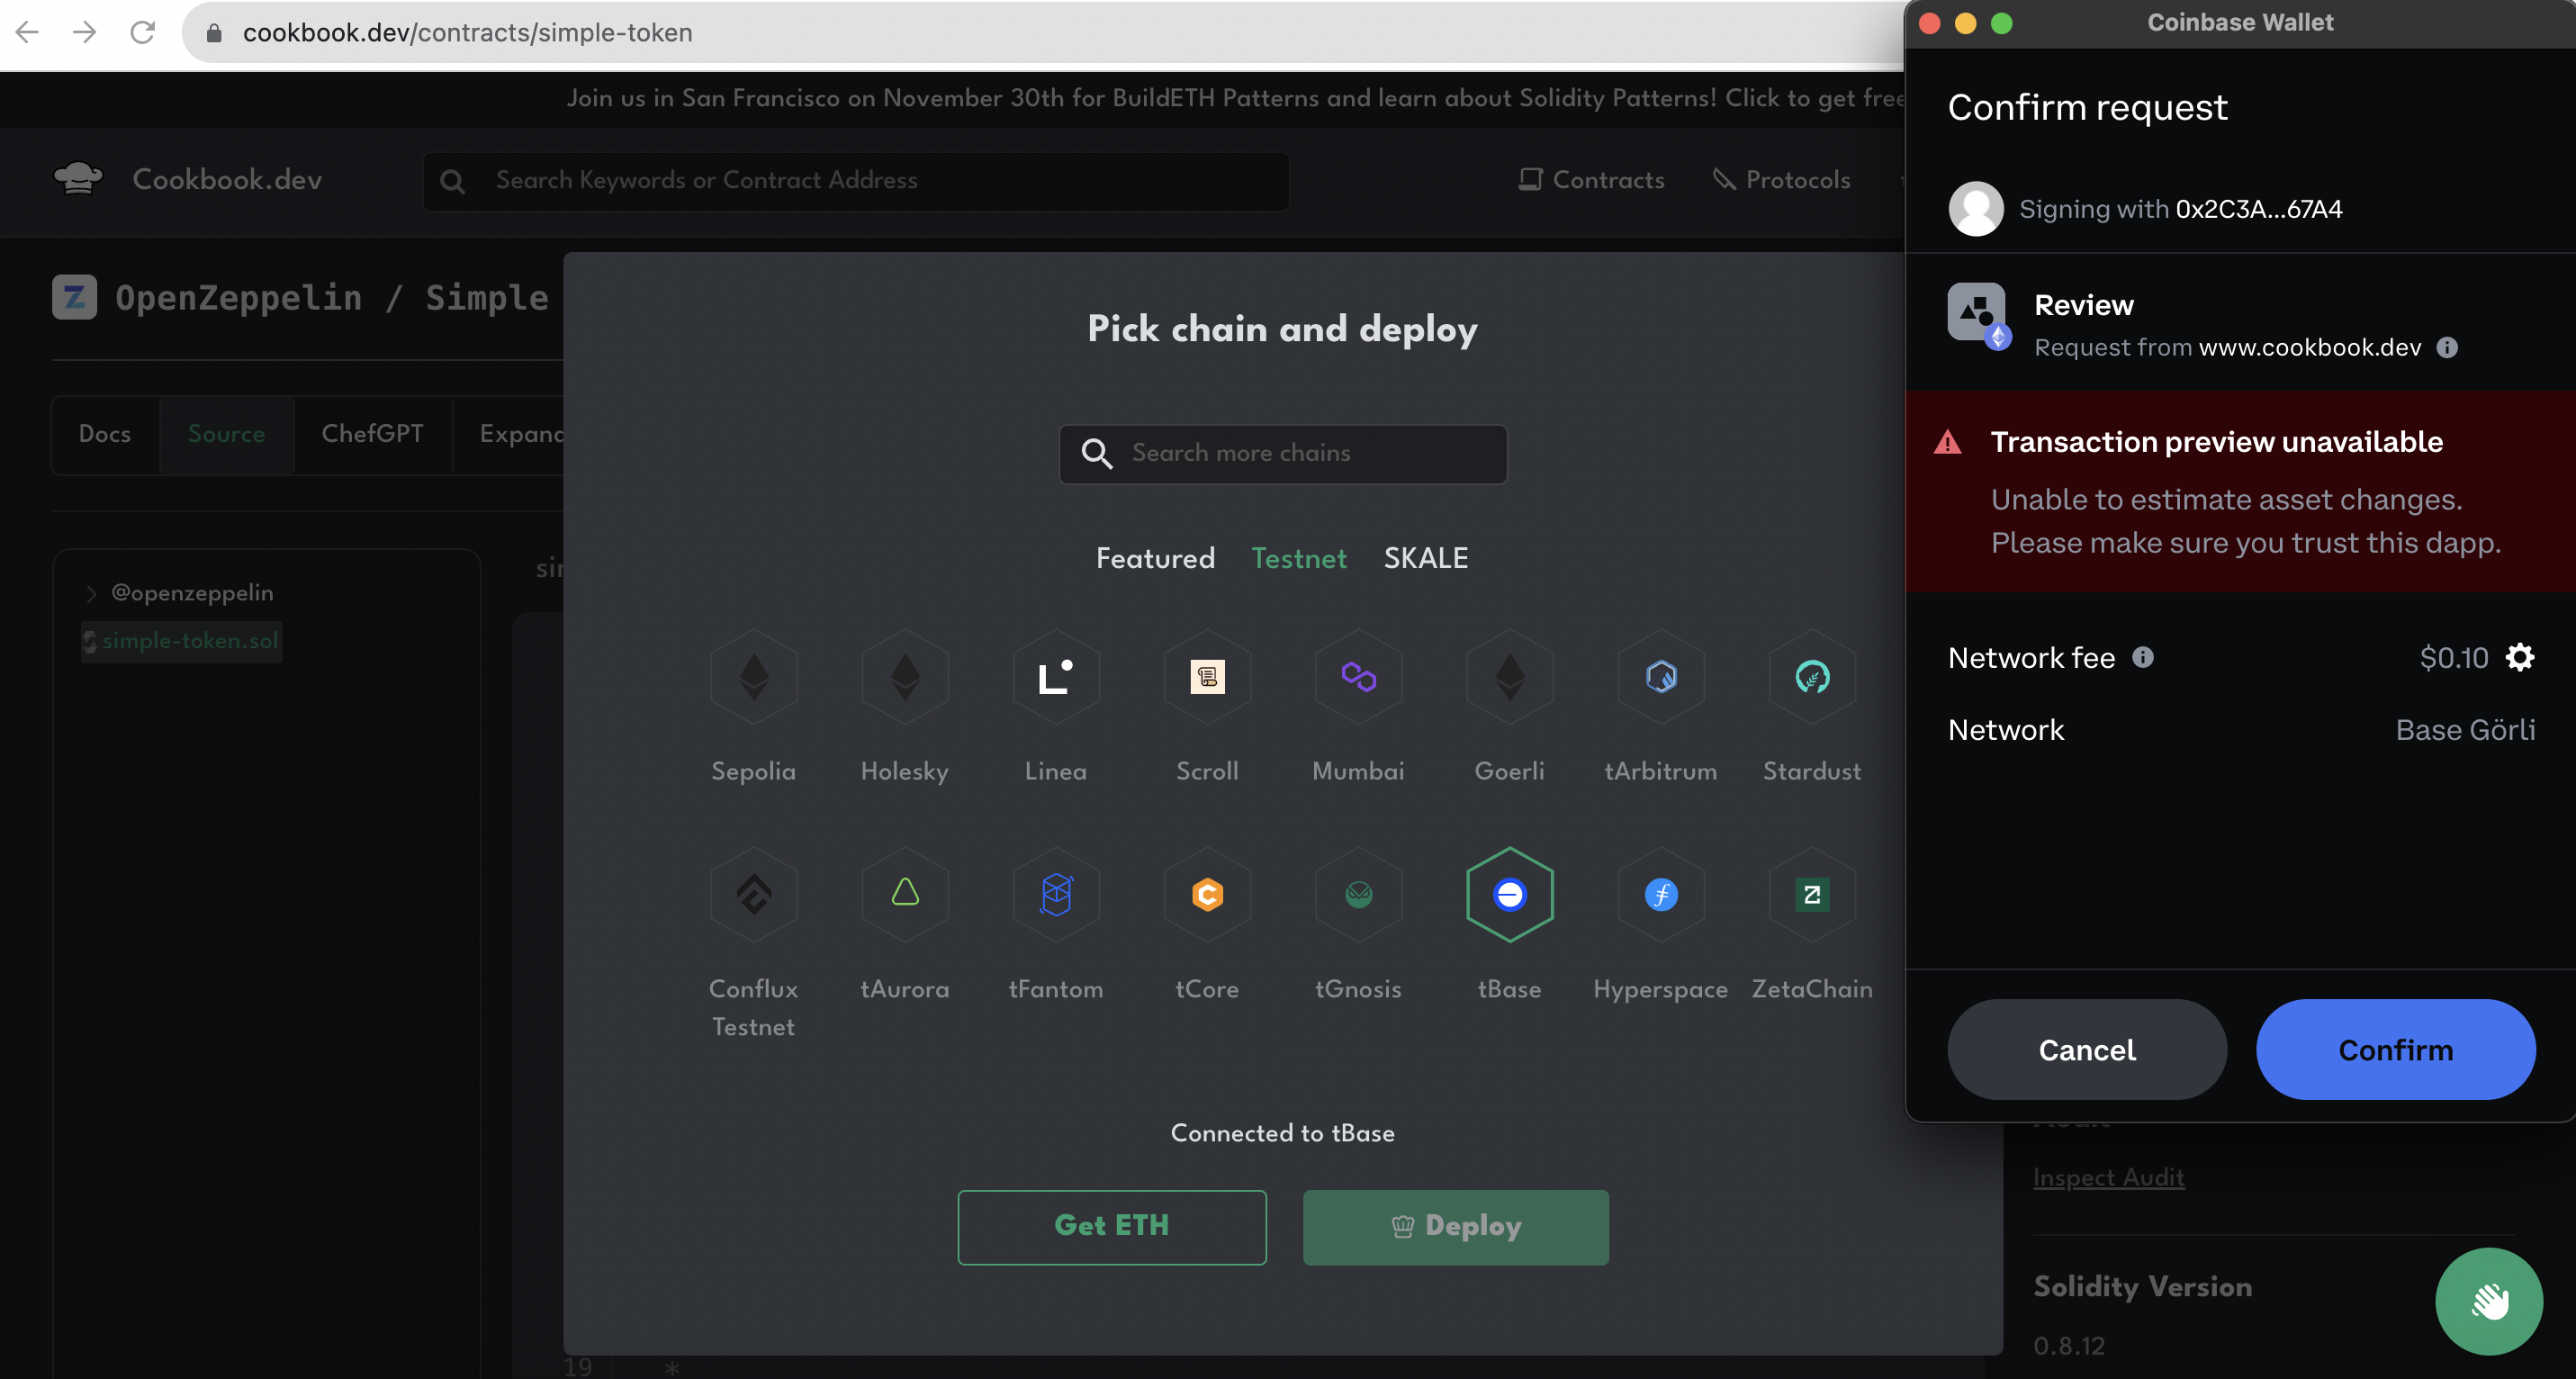 cookbook.dev/contracts/simple-token
Join us in San Francisco on November 30th for BuildETH Patterns and learn about Solidity Patterns! Click to get free
Cookbook.dev
Search Keywords or Contract Address
Contracts
Protocols
OpenZeppelin / Simple
Docs
Source
ChefGPT
Expand
@openzeppelin
simple-token.sol
Pick chain and deploy
Search more chains
Featured
Testnet
SKALE
Sepolia
Holesky
Linea
Scroll
Mumbai
Goerli
tArbitrum
Stardust
Conflux
Testnet
tAurora
tFantom
tCore
tGnosis
tBase
Hyperspace
ZetaChain
Connected to tBase
Get ETH
Deploy
19 *
Coinbase Wallet
Confirm request
Signing with 0x2C3A...67A4
Review
Request from www.cookbook.dev
Transaction preview unavailable
Unable to estimate asset changes.
Please make sure you trust this dapp.
Network fee
$0.10
Network
Base Görli
Cancel
Confirm
Inspect Audit
Solidity Version
0.8.12